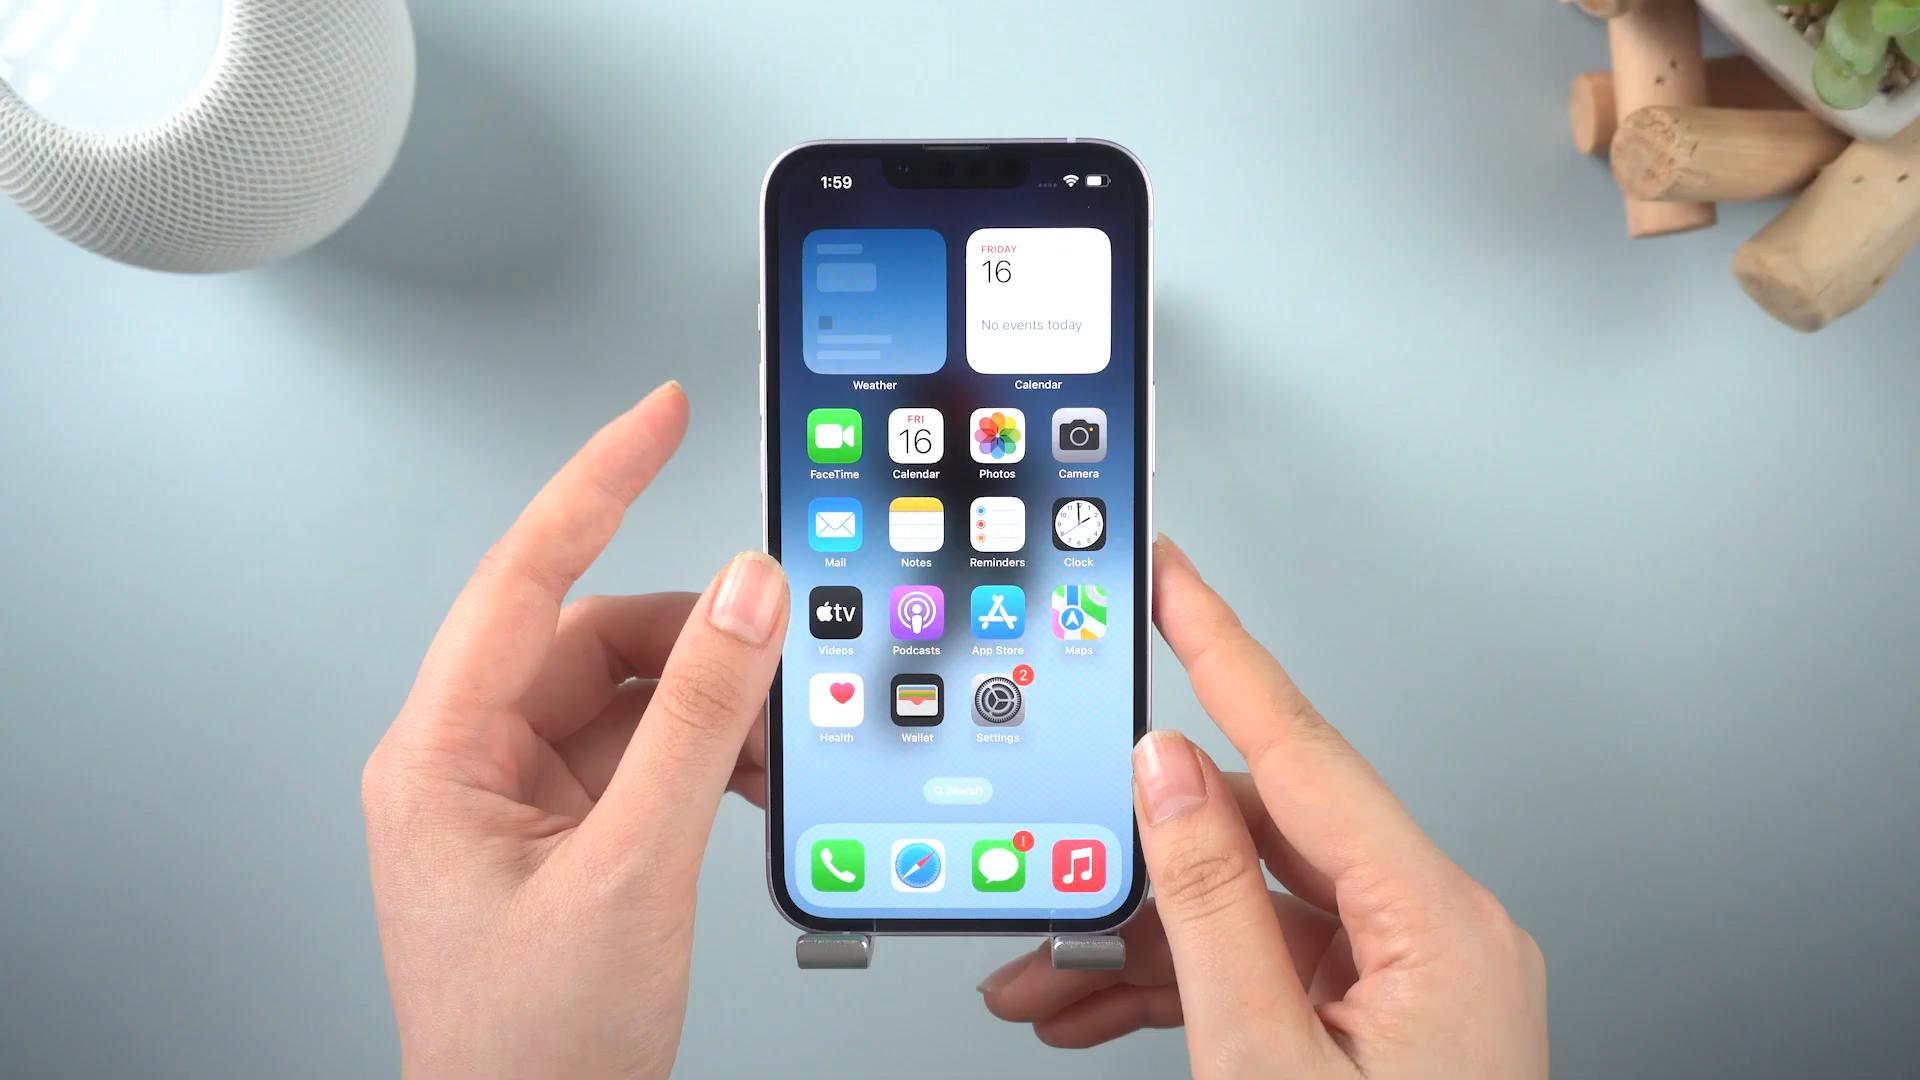 1:59
FRIDAY
16
No events today
Weather
Calendar
FRI
16
FaceTime
Calendar
Photos
Camera
Mail
Notes
Reminders
Clock
tv
Videos
Podcasts
App Store
Maps
2
Health
Wallet
Settings
Search
!